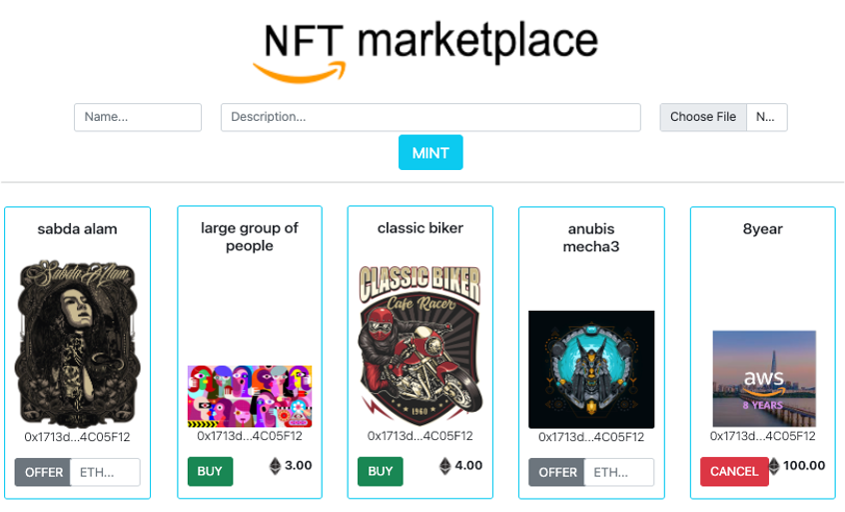 NFT marketplace
Name...
Description...
Choose File
N...
MINT
sabda alam
Sabda Alam
0x1713d...4C05F12
OFFER
ETH...
large group of
people
0x1713d...4C05F12
BUY
3.00
classic biker
CLASSIC BIKER
Cafe Racer
1960
0x1713d...4C05F12
BUY
4.00
anubis
mecha3
0x1713d...4C05F12
OFFER
ETH...
8year
aws
8 YEARS
0x1713d...4C05F12
CANCEL
100.00